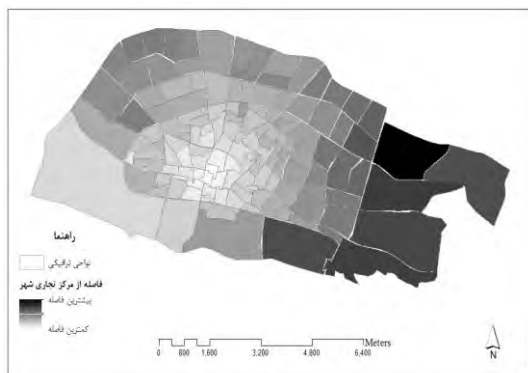 راهنما
نواحی ترافیکی
فاصله از مرکز تجاری شهر
بیشترین فاصله
کمترین فاصله
Meters
0 800 1,600 3,200 4,800 6,400
N